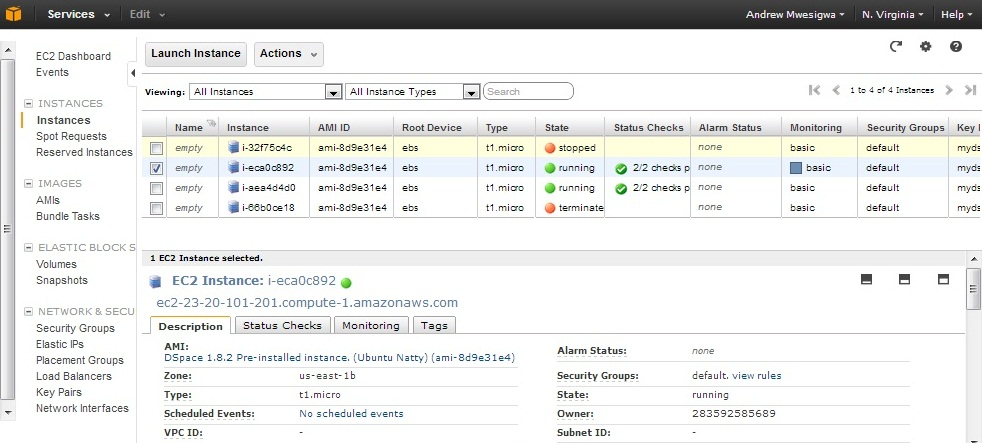 Services Edit Andrew Mwesigwa N. Virginia Help
EC2 Dashboard
Events
INSTANCES
Instances
Spot Requests
Reserved Instances
IMAGES
AMIs
Bundle Tasks
ELASTIC BLOCK S
Volumes
Snapshots
NETWORK & SECU
Security Groups
Elastic IPs
Placement Groups
Load Balancers
Key Pairs
Network Interfaces
Launch Instance Actions
Viewing: All Instances All Instance Types Search 1 to 4 of 4 Instances
Name Instance AMI ID Root Device Type State Status Checks Alarm Status Monitoring Security Groups Key
empty i-32f75c4c ami-8d9e31e4 ebs t1.micro stopped none basic default myds
empty i-eca0c892 ami-8d9e31e4 ebs t1.micro running 2/2 checks p none basic default myds
empty i-aea4d4d0 ami-8d9e31e4 ebs t1.micro running 2/2 checks p none basic default myds
empty i-66b0ce18 ami-8d9e31e4 ebs t1.micro terminate none basic default myds
1 EC2 Instance selected.
EC2 Instance: i-eca0c892
ec2-23-20-101-201.compute-1.amazonaws.com
Description Status Checks Monitoring Tags
AMI:
DSpace 1.8.2 Pre-installed instance. (Ubuntu Natty) (ami-8d9e31e4)
Alarm Status: none
Zone: us-east-1b Security Groups: default. view rules
Type: t1.micro State: running
Scheduled Events: No scheduled events Owner: 283592585689
VPC ID: - Subnet ID: -